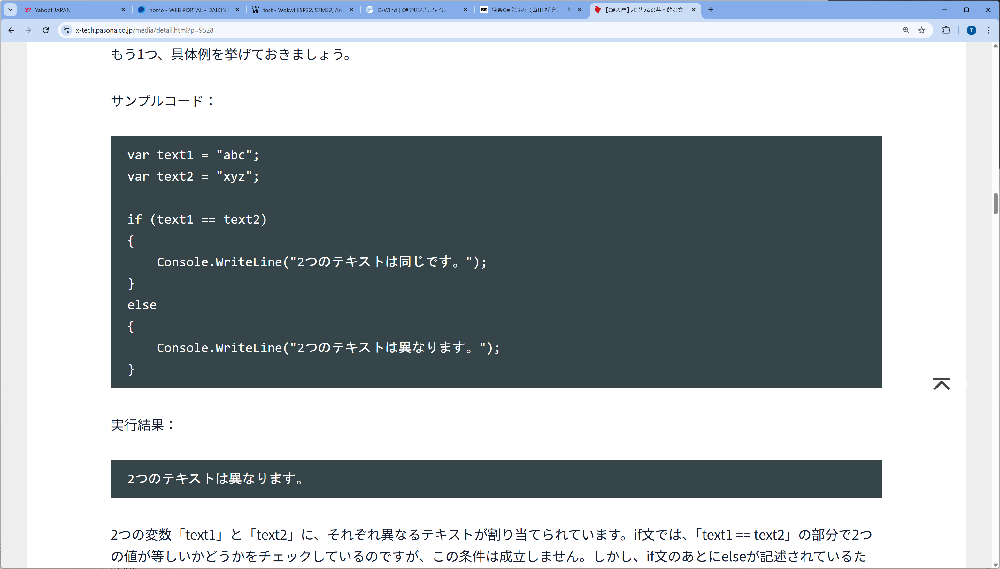 Yahoo! JAPAN
home - WEB PORTAL - DAIKIN
test - Wokwi ESP32, STM32, Ar
D-Wind | C#アセンブリファイル
SE 独習C# 第5版（山田 祥寛）
【C#入門】プログラムの基本的な文
x-tech.pasona.co.jp/media/detail.html?p=9528
T
もう1つ、具体例を挙げておきましょう。
サンプルコード：
var text1 = "abc";
var text2 = "xyz";
if (text1 == text2)
{
    Console.WriteLine("2つのテキストは同じです。");
}
else
{
    Console.WriteLine("2つのテキストは異なります。");
}
実行結果：
2つのテキストは異なります。
2つの変数「text1」と「text2」に、それぞれ異なるテキストが割り当てられています。if文では、「text1 == text2」の部分で2つ
の値が等しいかどうかをチェックしているのですが、この条件は成立しません。しかし、if文のあとにelseが記述されているた